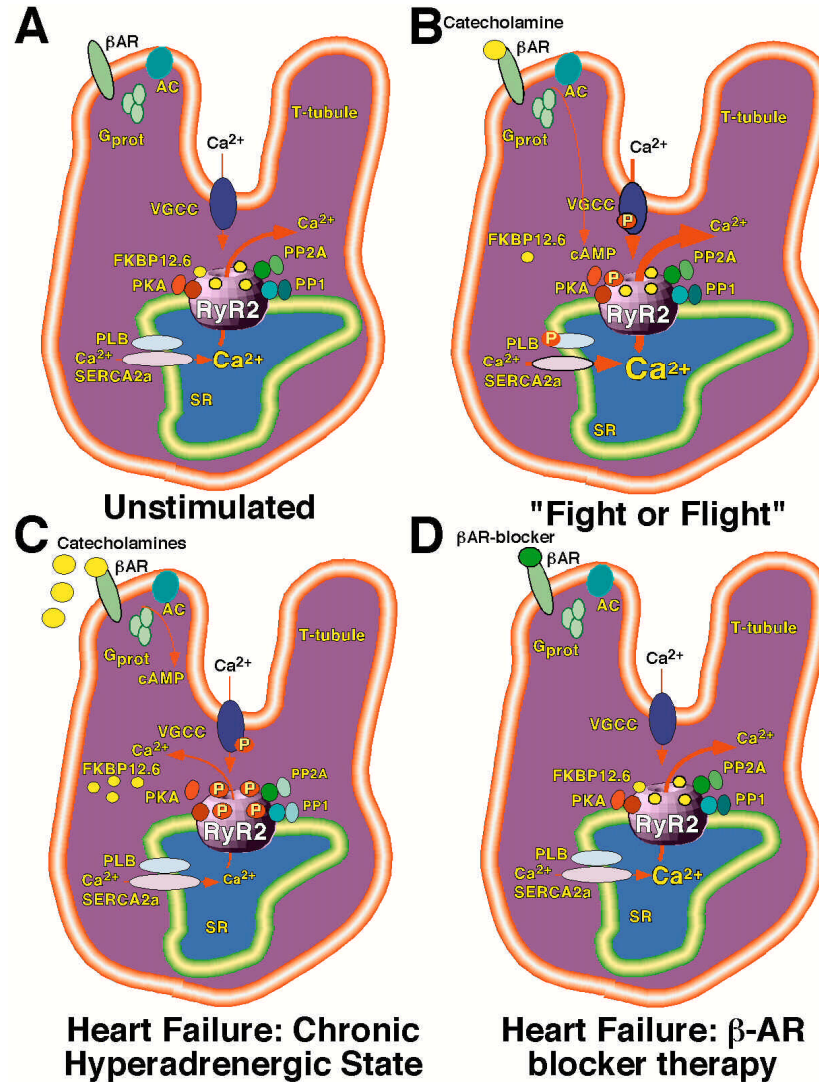 A
βAR
AC
Gprot
T-tubule
Ca2+
VGCC
Ca2+
FKBP12.6
PP2A
PKA
PP1
RyR2
PLB
Ca2+
Ca2+
SERCA2a
SR
Unstimulated
B
Catecholamine
βAR
AC
Gprot
T-tubule
Ca2+
VGCC
P
Ca2+
FKBP12.6
cAMP
PP2A
P
PKA
PP1
RyR2
P
PLB
Ca2+
Ca2+
SERCA2a
SR
"Fight or Flight"
C
Catecholamines
βAR
AC
Gprot
cAMP
T-tubule
Ca2+
VGCC
P
Ca2+
FKBP12.6
PP2A
P P
PKA
P P
PP1
RyR2
PLB
Ca2+
Ca2+
SERCA2a
SR
Heart Failure: Chronic
Hyperadrenergic State
D
βAR-blocker
βAR
AC
Gprot
T-tubule
Ca2+
VGCC
Ca2+
FKBP12.6
PP2A
PKA
PP1
RyR2
PLB
Ca2+
Ca2+
SERCA2a
SR
Heart Failure: β-AR
blocker therapy